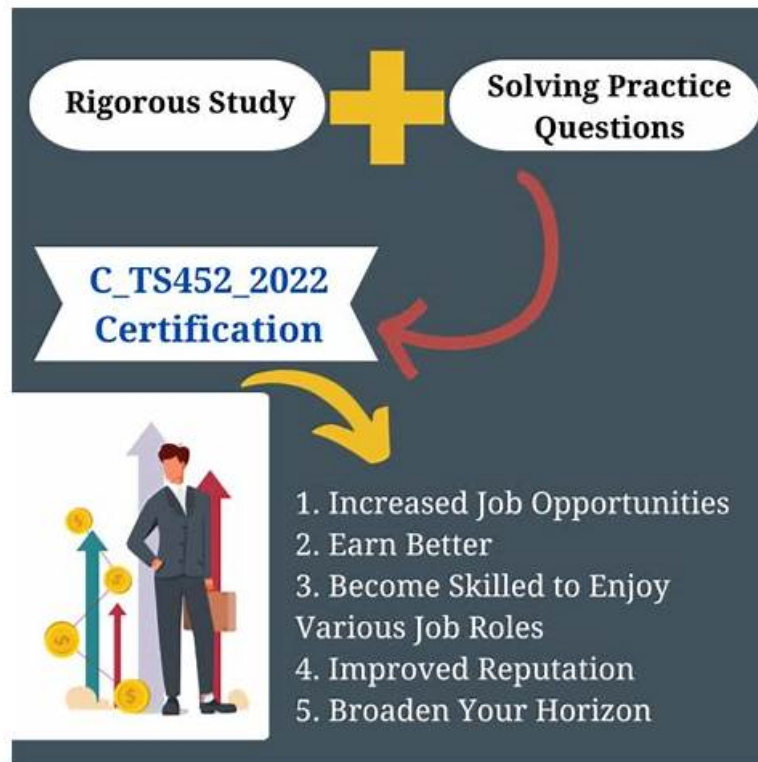 Rigorous Study
Solving Practice
Questions
C_TS452_2022
Certification
1. Increased Job Opportunities
2. Earn Better
3. Become Skilled to Enjoy
Various Job Roles
4. Improved Reputation
5. Broaden Your Horizon
$
$
$
$